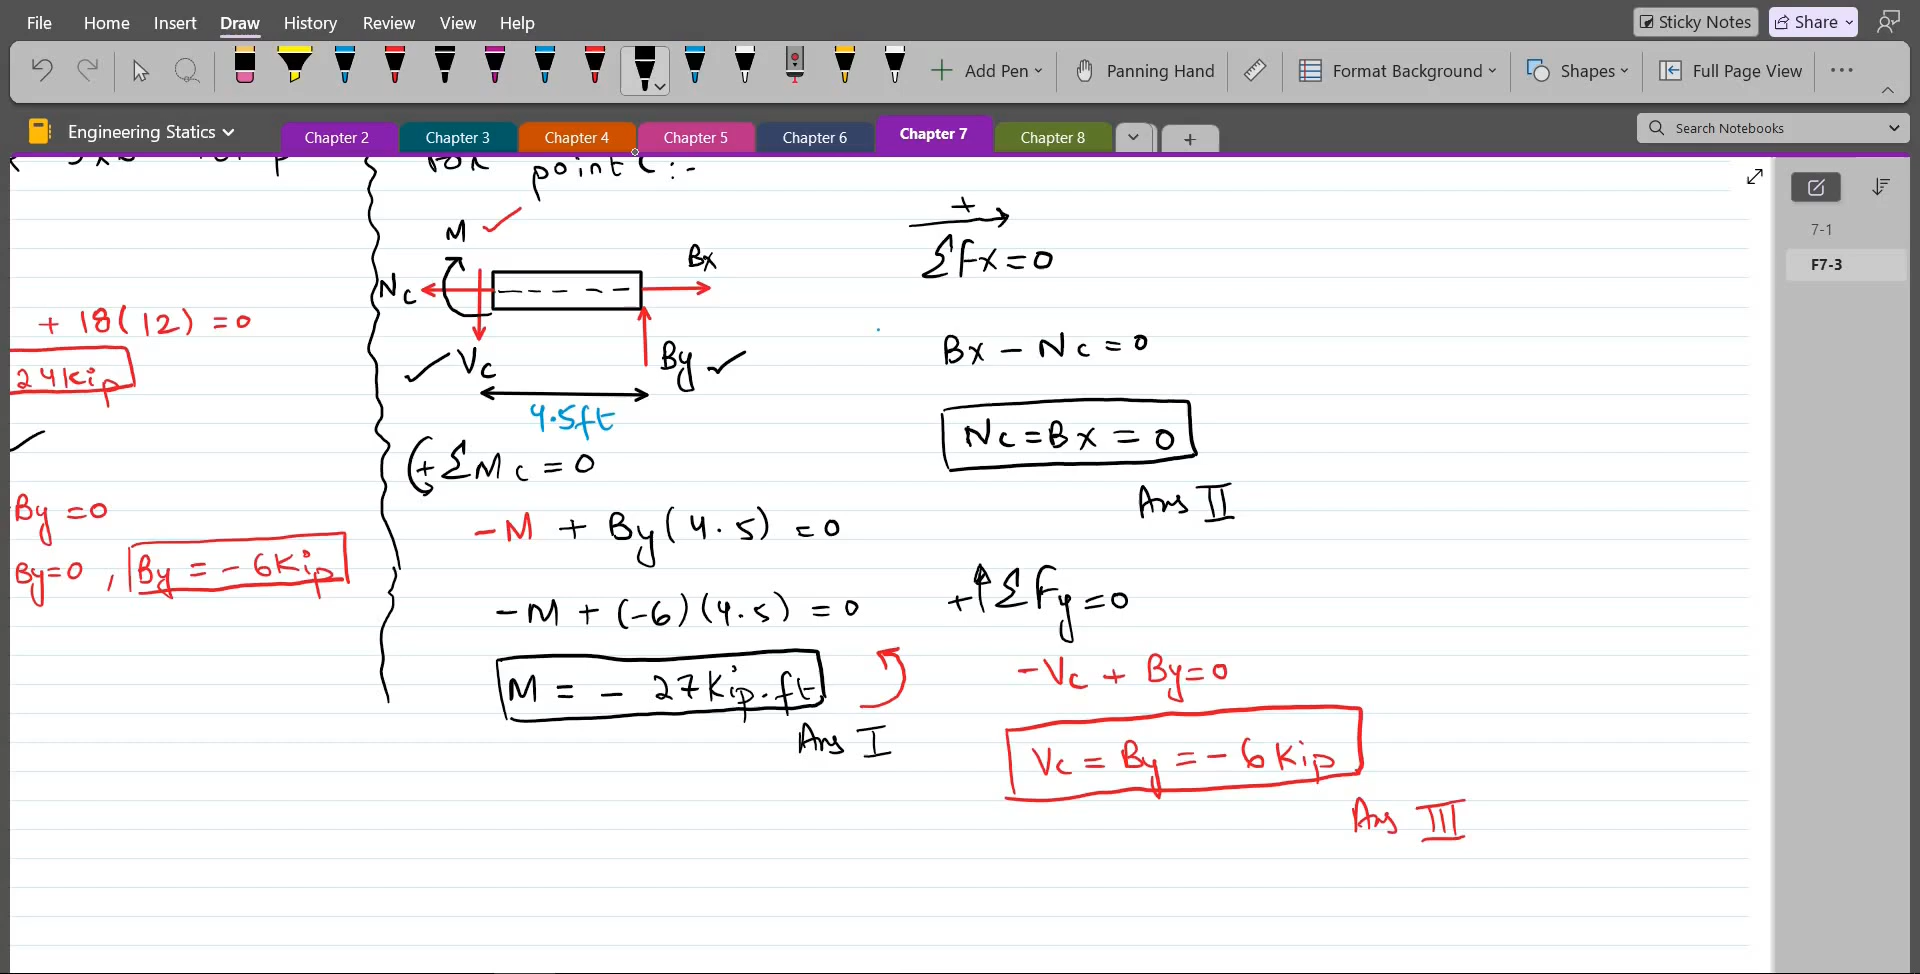 File Home Insert Draw History Review View Help Sticky Notes Share
Add Pen Panning Hand Format Background Shapes Full Page View
Engineering Statics Chapter 2 Chapter 3 Chapter 4 Chapter 5 Chapter 6 Chapter 7 Chapter 8 Search Notebooks
7-1
F7-3
+ 18(12) = 0
24Kip
By = 0
By=0 , By = - 6Kip
point C :-
M
Nc
Bx
Vc
By
4.5ft
+ ΣMc = 0
-M + By(4.5) = 0
-M + (-6)(4.5) = 0
M = - 27Kip.ft
Ans I
+
ΣFx = 0
Bx - Nc = 0
Nc = Bx = 0
Ans II
+↑ΣFy = 0
-Vc + By = 0
Vc = By = - 6Kip
Ans III